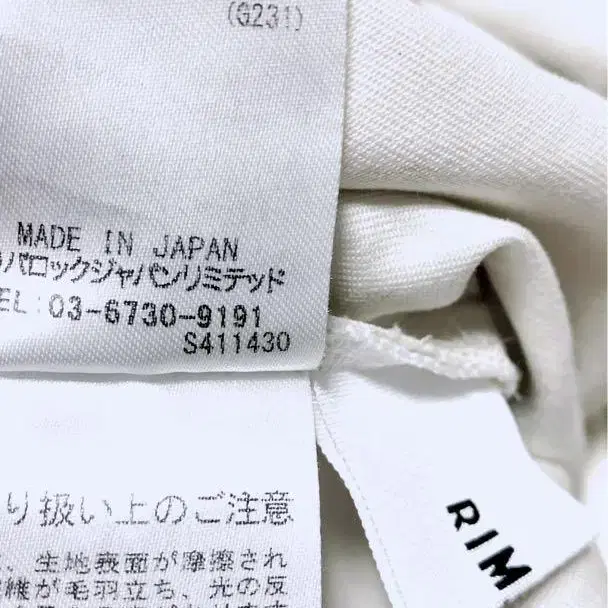 (G231)
MADE IN JAPAN
バロックジャパンリミテッド
TEL:03-6730-9191
S411430
り扱い上のご注意
、生地表面が摩擦され
維が毛羽立ち、光の反
RIM